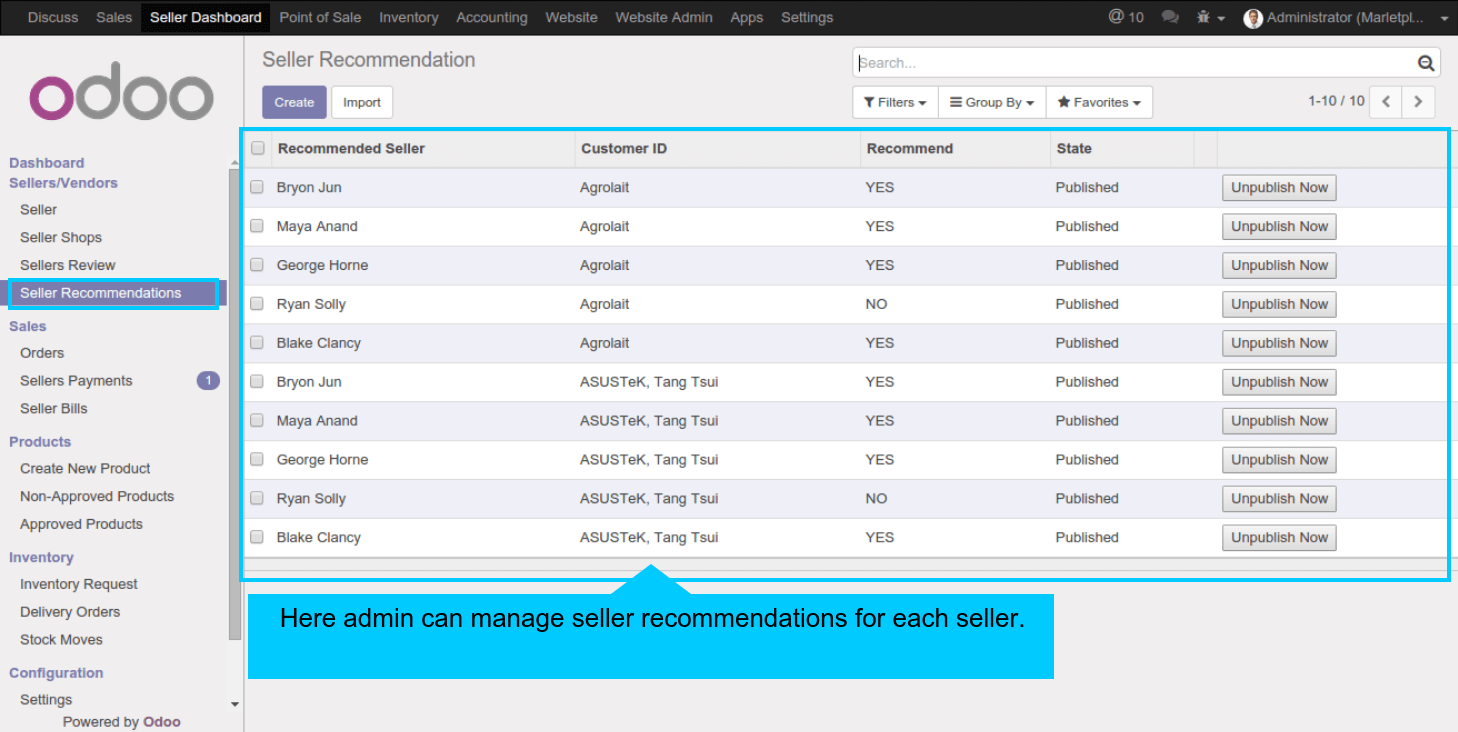 Discuss Sales Seller Dashboard Point of Sale Inventory Accounting Website Website Admin Apps Settings @ 10 Administrator (Marletpl...
odoo
Seller Recommendation
Search...
Create Import
Filters Group By Favorites 1-10 / 10
Dashboard
Sellers/Vendors
Seller
Seller Shops
Sellers Review
Seller Recommendations
Sales
Orders
Sellers Payments 1
Seller Bills
Products
Create New Product
Non-Approved Products
Approved Products
Inventory
Inventory Request
Delivery Orders
Stock Moves
Configuration
Settings
Powered by Odoo
Recommended Seller Customer ID Recommend State
Bryon Jun Agrolait YES Published Unpublish Now
Maya Anand Agrolait YES Published Unpublish Now
George Horne Agrolait YES Published Unpublish Now
Ryan Solly Agrolait NO Published Unpublish Now
Blake Clancy Agrolait YES Published Unpublish Now
Bryon Jun ASUSTeK, Tang Tsui YES Published Unpublish Now
Maya Anand ASUSTeK, Tang Tsui YES Published Unpublish Now
George Horne ASUSTeK, Tang Tsui YES Published Unpublish Now
Ryan Solly ASUSTeK, Tang Tsui NO Published Unpublish Now
Blake Clancy ASUSTeK, Tang Tsui YES Published Unpublish Now
Here admin can manage seller recommendations for each seller.